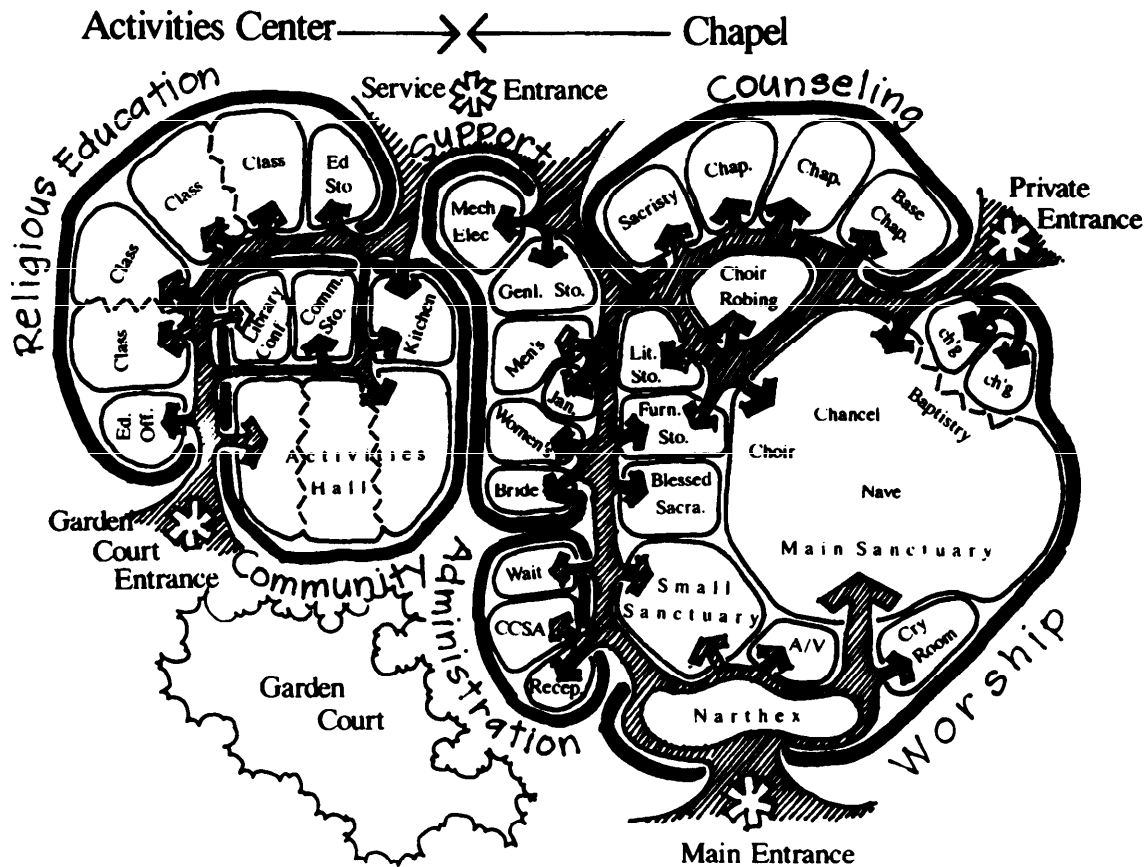 Activities Center
Chapel
Service Entrance
Support
Religious Education
Counseling
Class
Class
Class
Class
Ed
Sto
Ed.
Off.
Library
Conf.
Comm.
Sto.
Kitchen
Activities
Hall
Community
Garden
Court
Entrance
Garden
Court
Mech
Elec
Genl. Sto.
Men's
Jan.
Women's
Bride
Administration
Wait
CCSA
Recep.
Sacristy
Chap.
Chap.
Base
Chap.
Private
Entrance
Choir
Robing
Lit.
Sto.
Furn.
Sto.
Blessed
Sacra.
ch'g
ch'g
Baptistry
Chancel
Choir
Nave
Main Sanctuary
Small
Sanctuary
A/V
Cry
Room
Narthex
Worship
Main Entrance